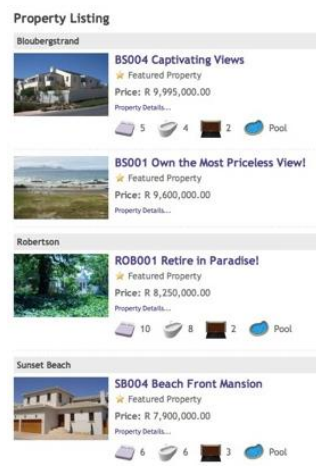 Property Listing
Bloubergstrand
BS004 Captivating Views
Featured Property
Price: R 9,995,000.00
Property Details...
5 4 2 Pool
BS001 Own the Most Priceless View!
Featured Property
Price: R 9,600,000.00
Property Details...
Robertson
ROB001 Retire in Paradise!
Featured Property
Price: R 8,250,000.00
Property Details...
10 8 2 Pool
Sunset Beach
SB004 Beach Front Mansion
Featured Property
Price: R 7,900,000.00
Property Details...
6 6 3 Pool